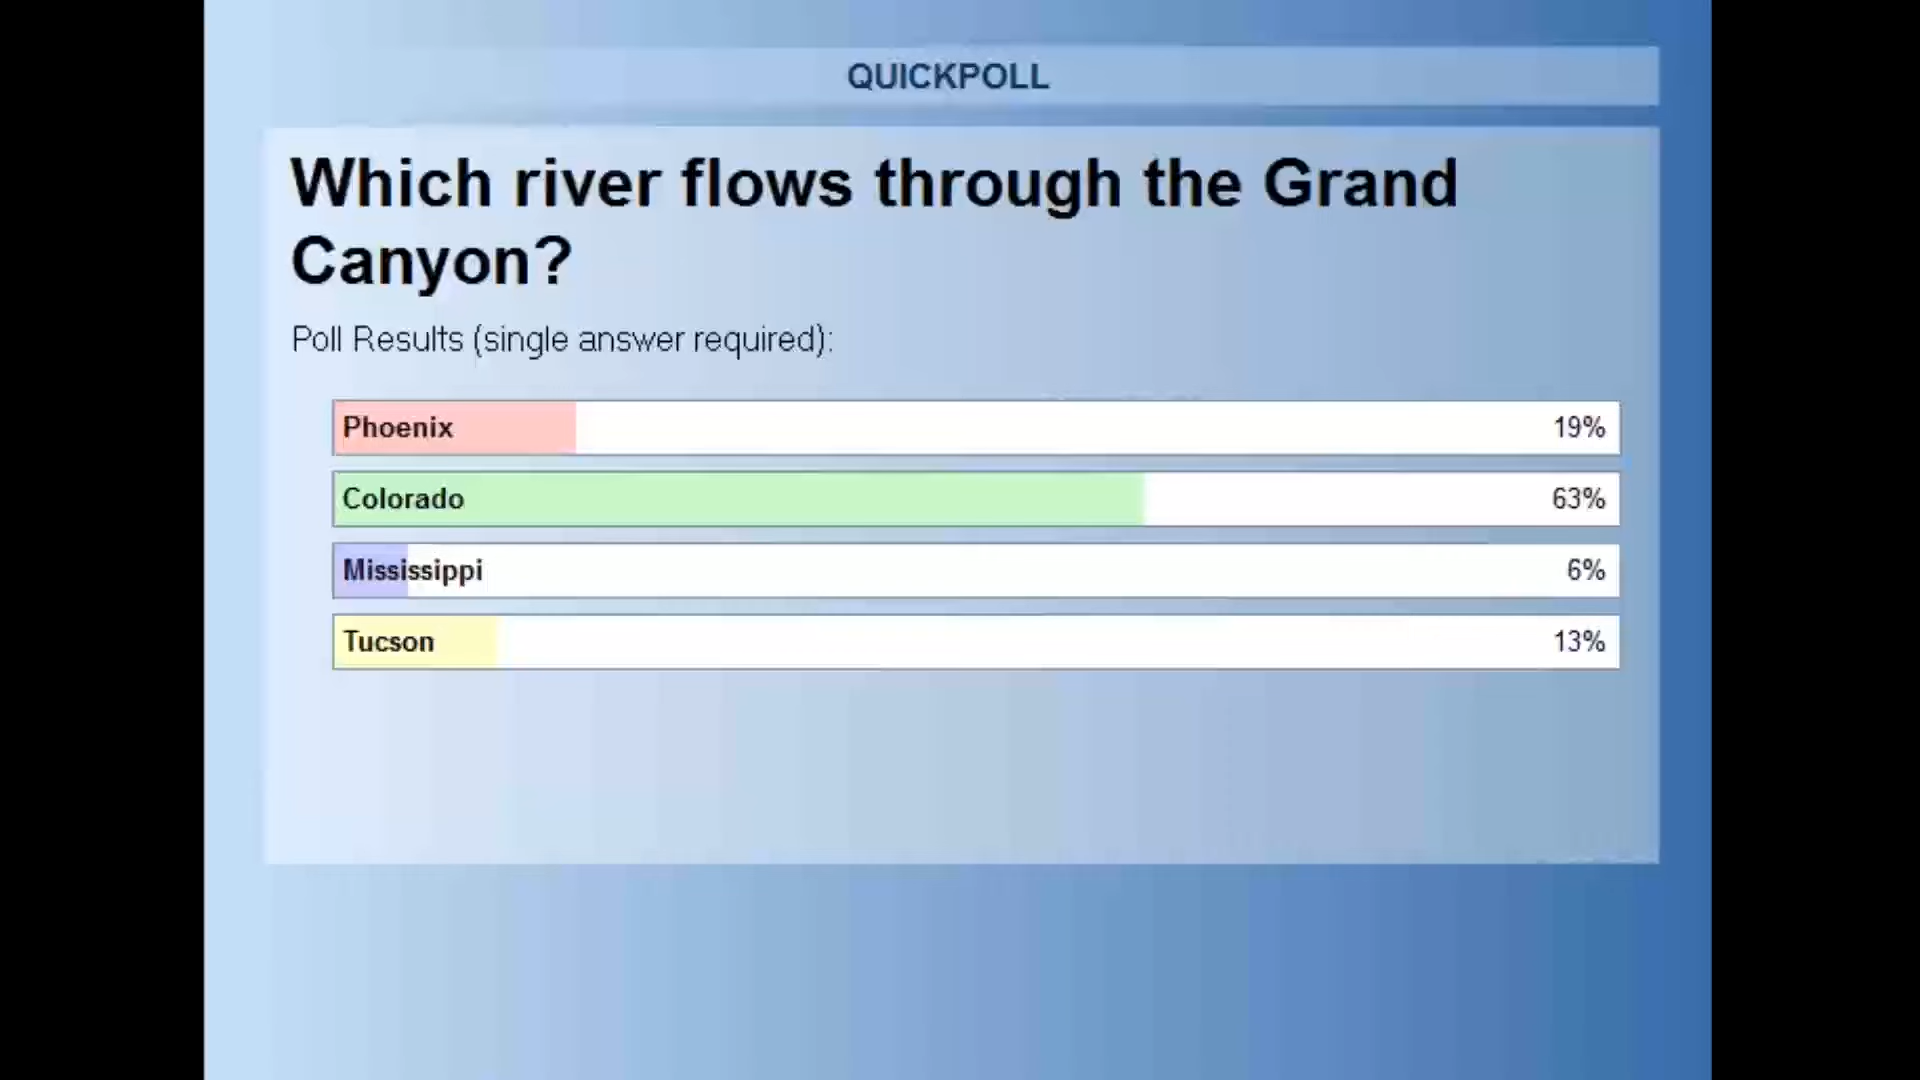 QUICKPOLL
Which river flows through the Grand
Canyon?
Poll Results (single answer required):
Phoenix 19%
Colorado 63%
Mississippi 6%
Tucson 13%